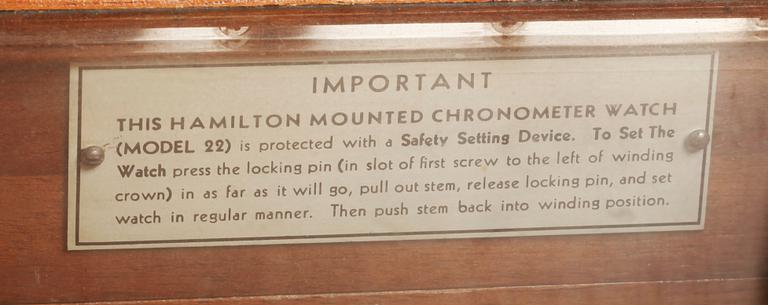 IMPORTANT
THIS HAMILTON MOUNTED CHRONOMETER WATCH
(MODEL 22) is protected with a Safety Setting Device. To Set The
Watch press the locking pin (in slot of first screw to the left of winding
crown) in as far as it will go, pull out stem, release locking pin, and set
watch in regular manner. Then push stem back into winding position.